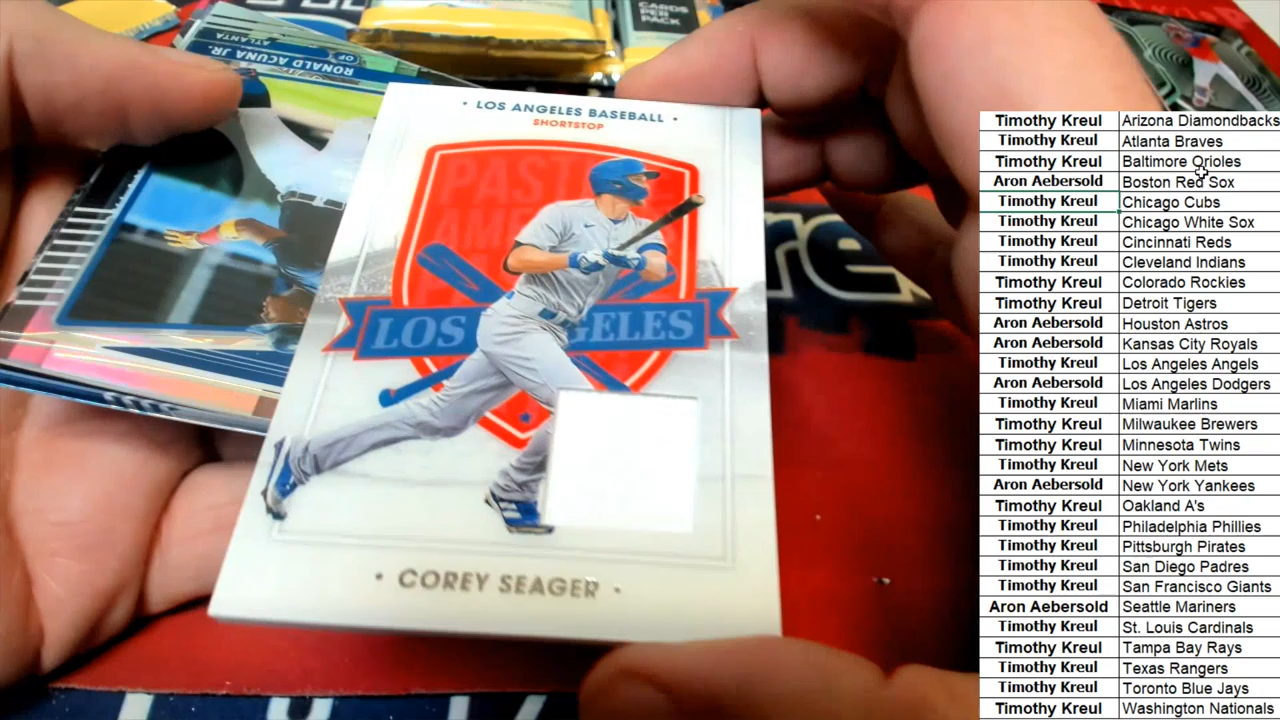 CARDS
PER
PACK
RONALD ACUNA JR.
OF
ATLANTA
• LOS ANGELES BASEBALL •
SHORTSTOP
PAST
LOS ANGELES
• COREY SEAGER •
re
Timothy Kreul Arizona Diamondbacks
Timothy Kreul Atlanta Braves
Timothy Kreul Baltimore Orioles
Aron Aebersold Boston Red Sox
Timothy Kreul Chicago Cubs
Timothy Kreul Chicago White Sox
Timothy Kreul Cincinnati Reds
Timothy Kreul Cleveland Indians
Timothy Kreul Colorado Rockies
Timothy Kreul Detroit Tigers
Aron Aebersold Houston Astros
Aron Aebersold Kansas City Royals
Timothy Kreul Los Angeles Angels
Aron Aebersold Los Angeles Dodgers
Timothy Kreul Miami Marlins
Timothy Kreul Milwaukee Brewers
Timothy Kreul Minnesota Twins
Timothy Kreul New York Mets
Aron Aebersold New York Yankees
Timothy Kreul Oakland A's
Timothy Kreul Philadelphia Phillies
Timothy Kreul Pittsburgh Pirates
Timothy Kreul San Diego Padres
Timothy Kreul San Francisco Giants
Aron Aebersold Seattle Mariners
Timothy Kreul St. Louis Cardinals
Timothy Kreul Tampa Bay Rays
Timothy Kreul Texas Rangers
Timothy Kreul Toronto Blue Jays
Timothy Kreul Washington Nationals